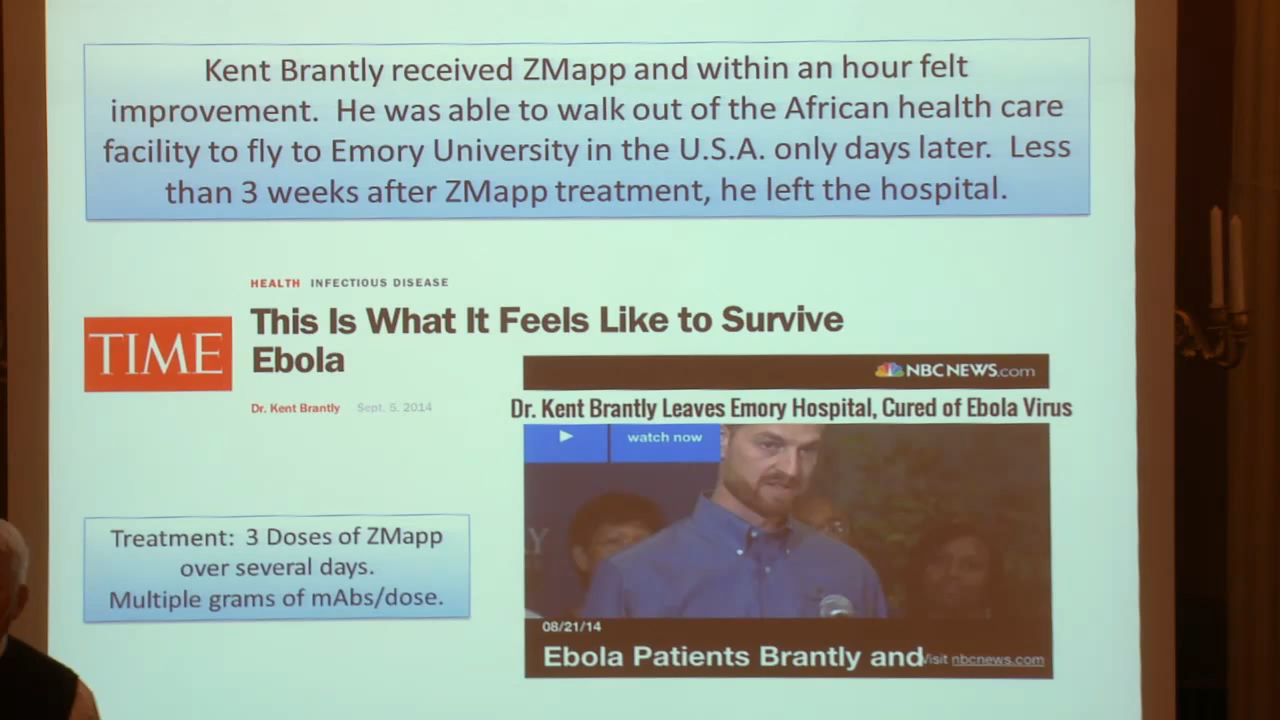 Kent Brantly received ZMapp and within an hour felt
improvement. He was able to walk out of the African health care
facility to fly to Emory University in the U.S.A. only days later. Less
than 3 weeks after ZMapp treatment, he left the hospital.
HEALTH INFECTIOUS DISEASE
TIME
This Is What It Feels Like to Survive
Ebola
Dr. Kent Brantly Sept. 5, 2014
NBCNEWS.com
Dr. Kent Brantly Leaves Emory Hospital, Cured of Ebola Virus
watch now
Treatment: 3 Doses of ZMapp
over several days.
Multiple grams of mAbs/dose.
08/21/14
Ebola Patients Brantly and
Visit nbcnews.com